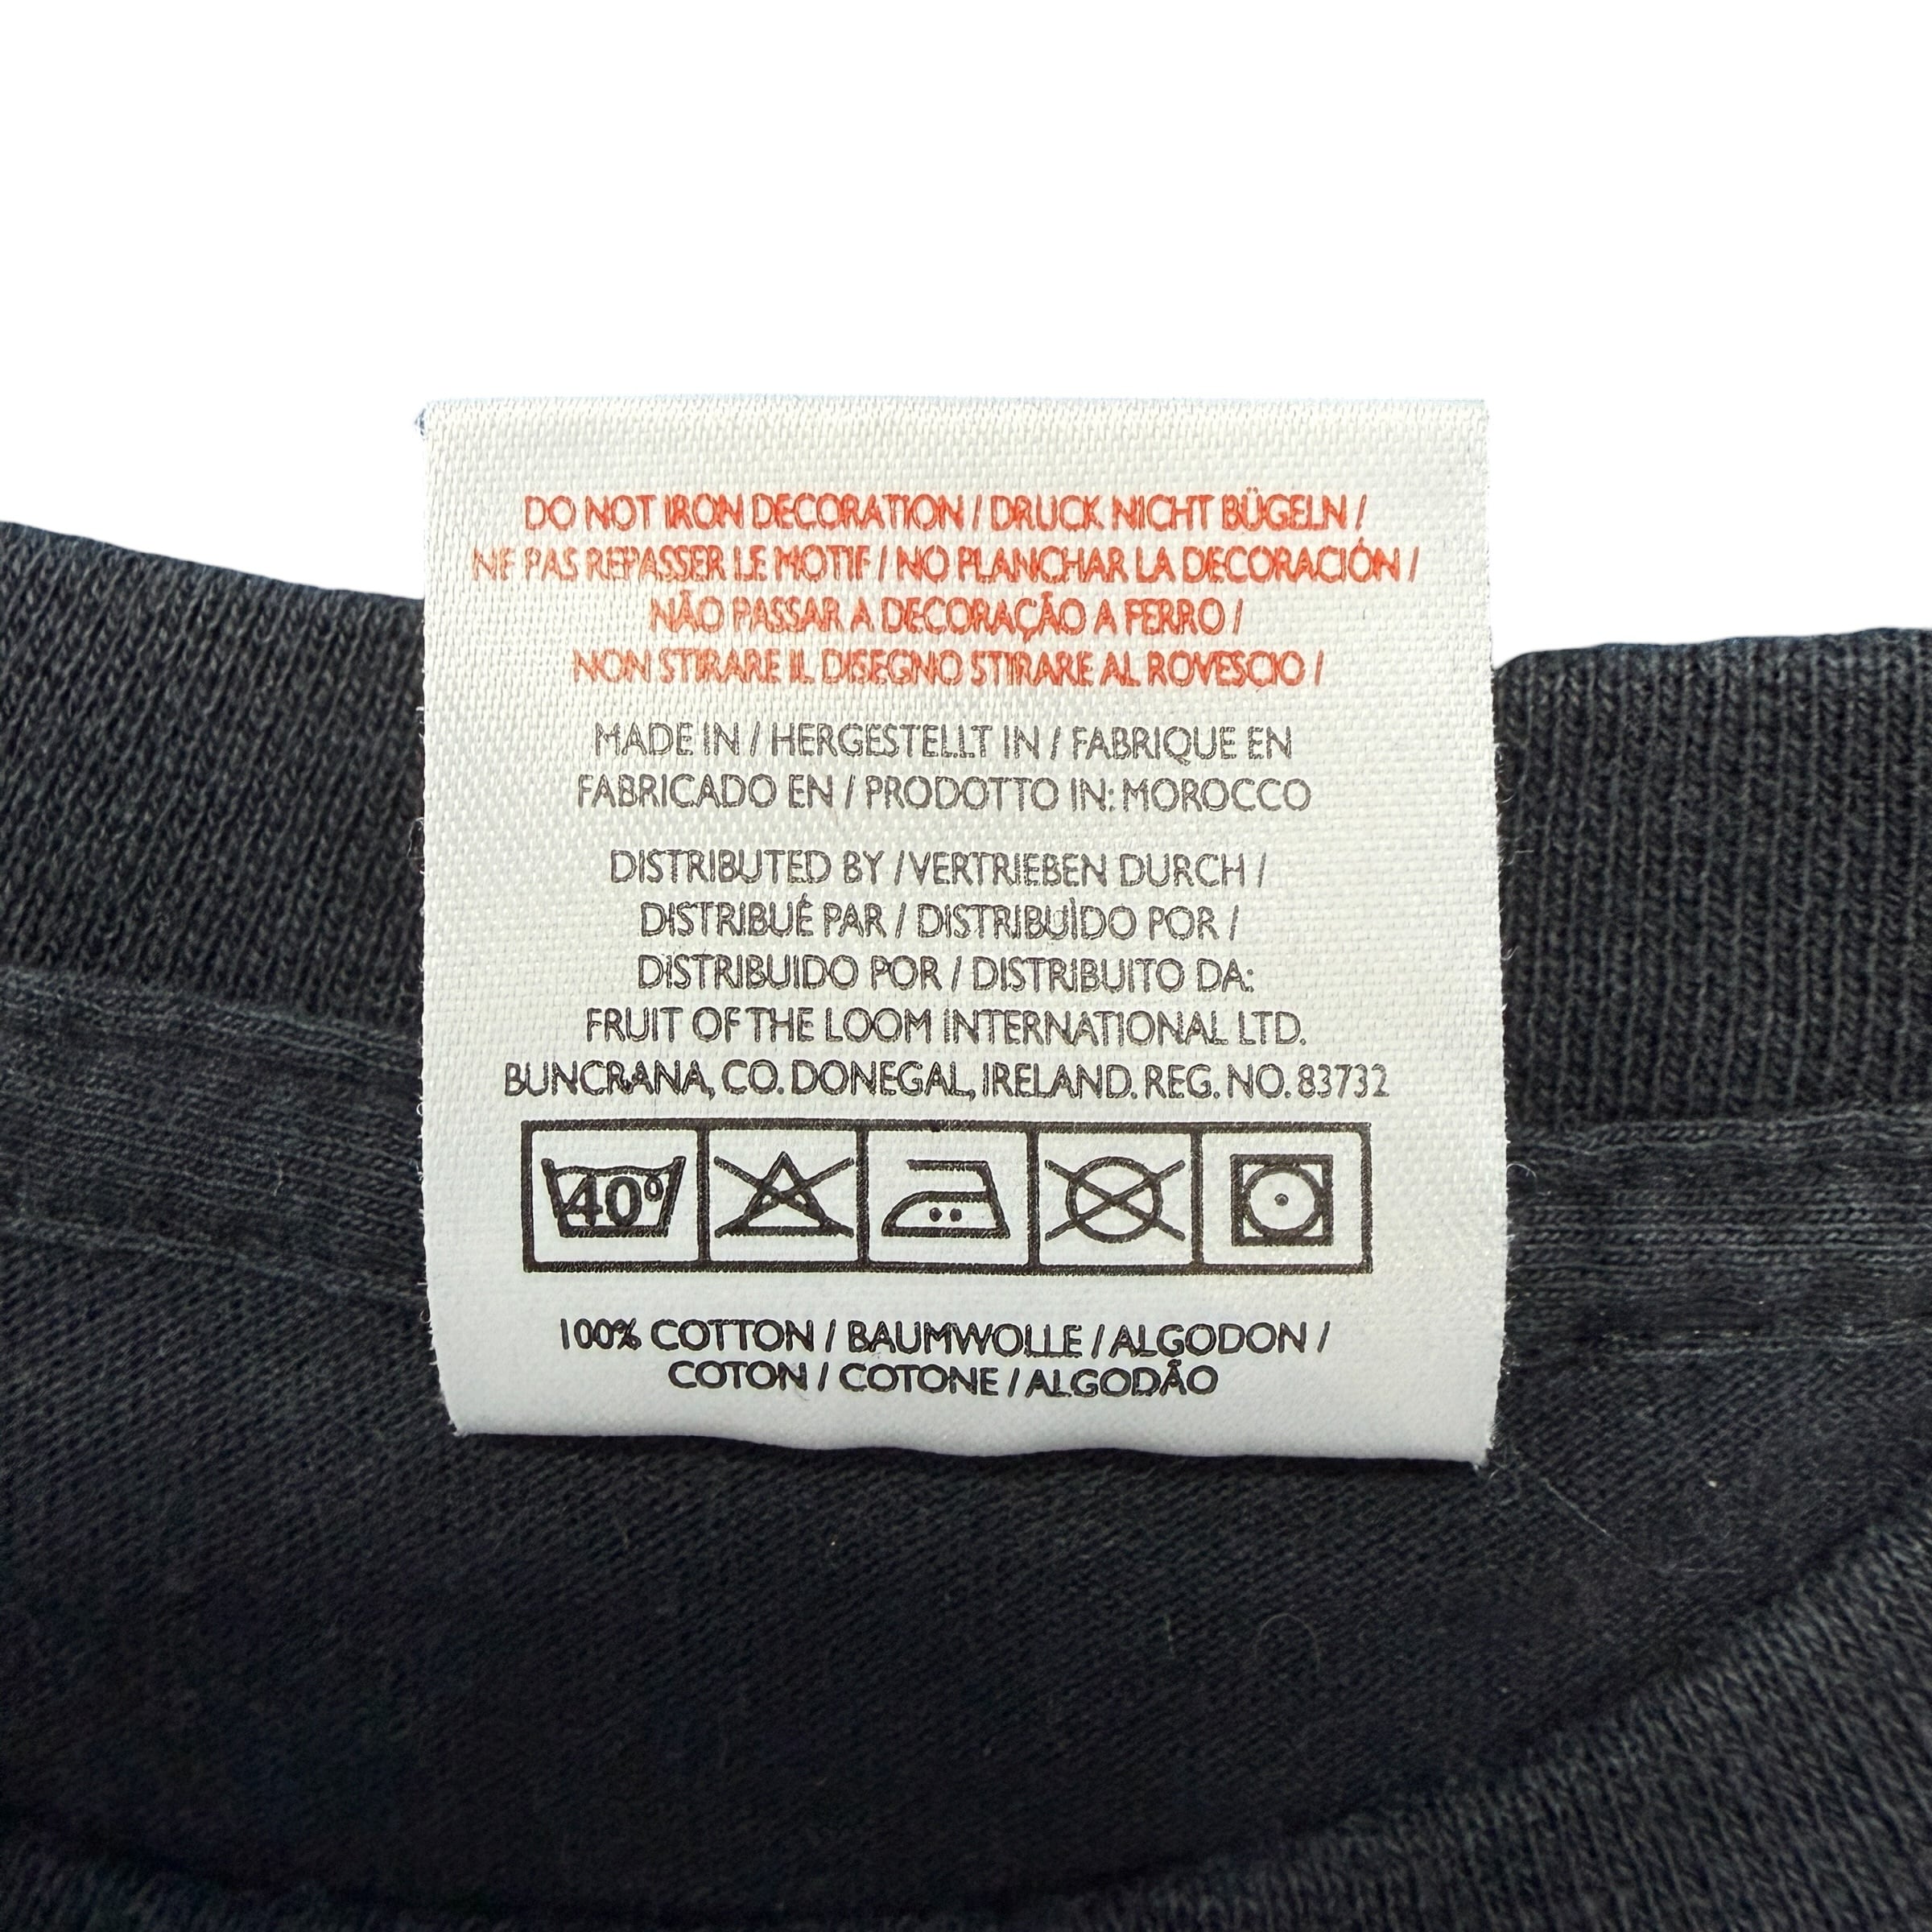 DO NOT IRON DECORATION / DRUCK NICHT BÜGELN /
NE PAS REPASSER LE MOTIF / NO PLANCHAR LA DECORACIÓN /
NÃO PASSAR A DECORAÇÃO A FERRO /
NON STIRARE IL DISEGNO STIRARE AL ROVESCIO /
MADE IN / HERGESTELLT IN / FABRIQUE EN
FABRICADO EN / PRODOTTO IN: MOROCCO
DISTRIBUTED BY / VERTRIEBEN DURCH /
DISTRIBUÉ PAR / DISTRIBUÌDO POR /
DISTRIBUIDO POR / DISTRIBUITO DA:
FRUIT OF THE LOOM INTERNATIONAL LTD.
BUNCRANA, CO. DONEGAL, IRELAND. REG. NO. 83732
40º
100% COTTON / BAUMWOLLE / ALGODON /
COTON / COTONE / ALGODÃO